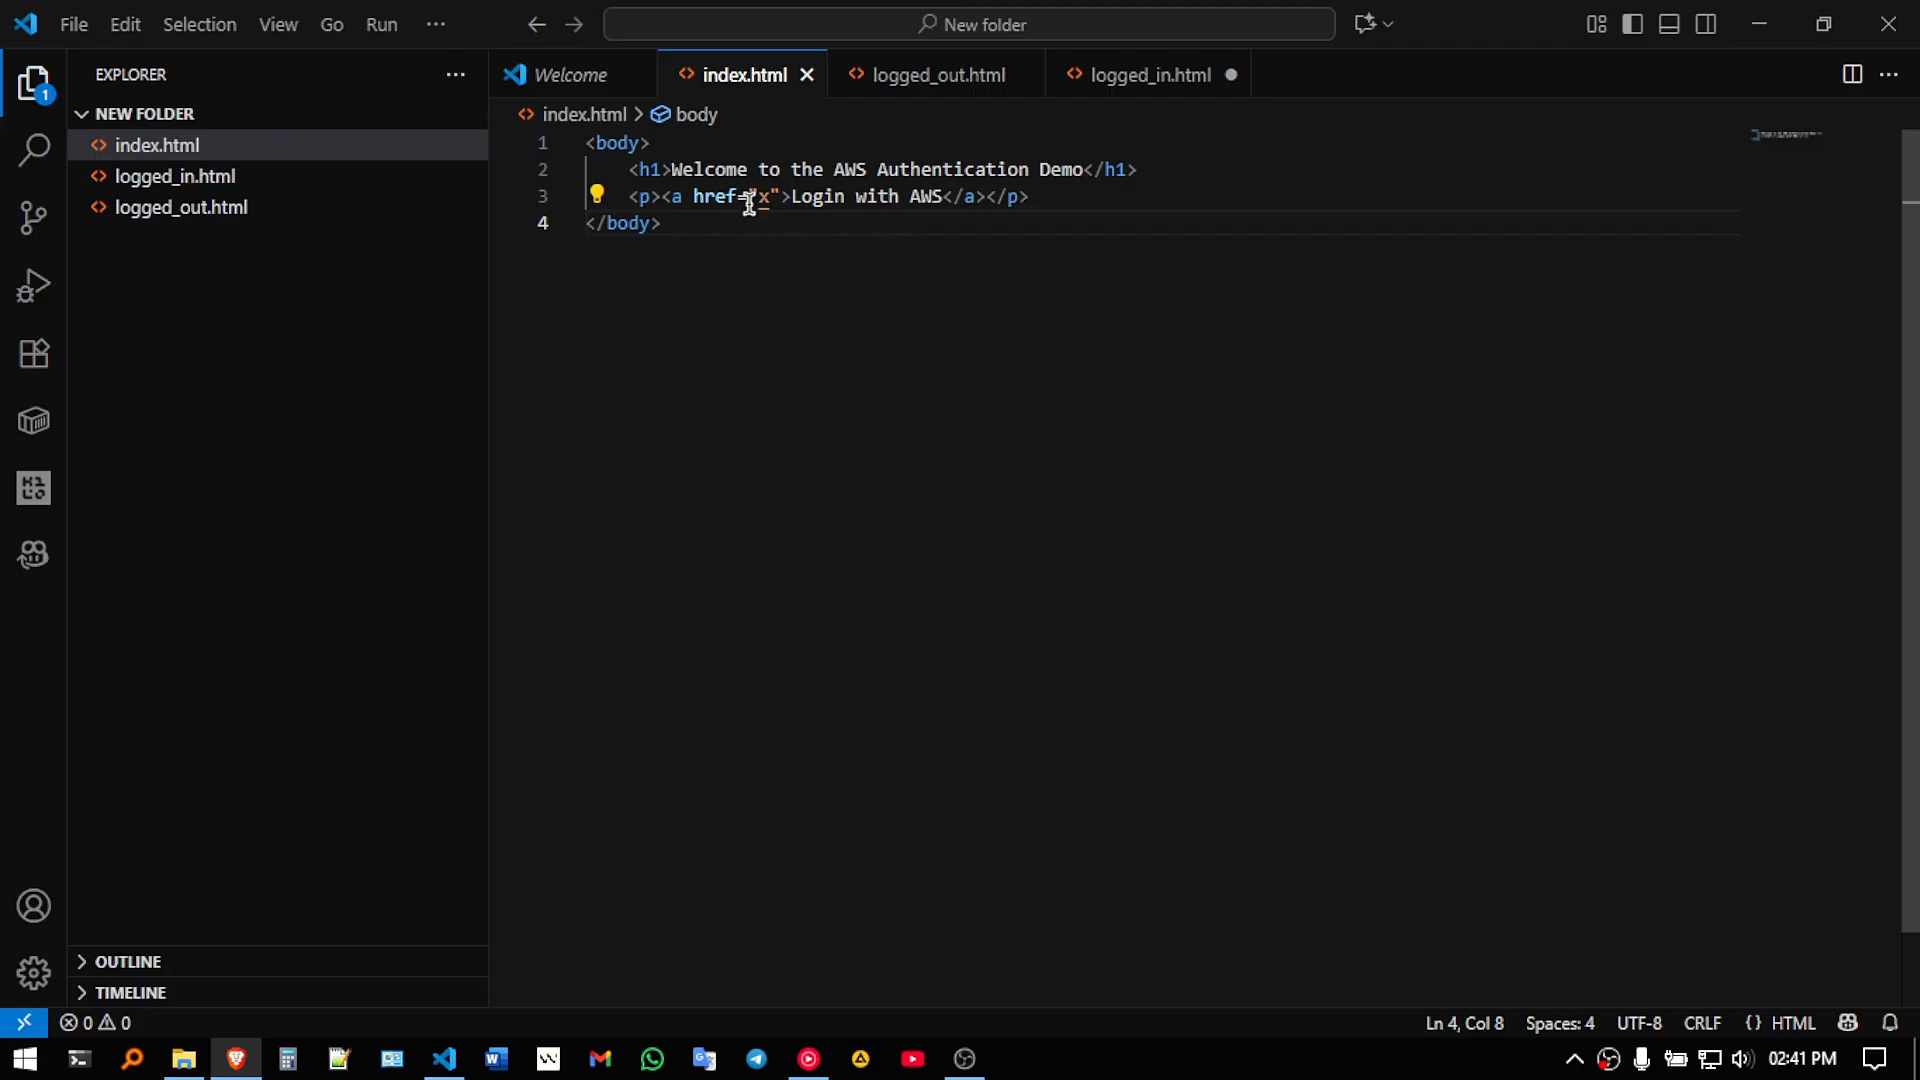 File Edit Selection View Go Run ···
New folder
EXPLORER ···
NEW FOLDER
index.html
logged_in.html
logged_out.html
OUTLINE
TIMELINE
1
Welcome index.html logged_out.html logged_in.html
index.html > body
1 <body>
2 <h1>Welcome to the AWS Authentication Demo</h1>
3 <p><a href="x">Login with AWS</a></p>
4 </body>
0 0
Ln 4, Col 8 Spaces: 4 UTF-8 CRLF {} HTML
02:41 PM